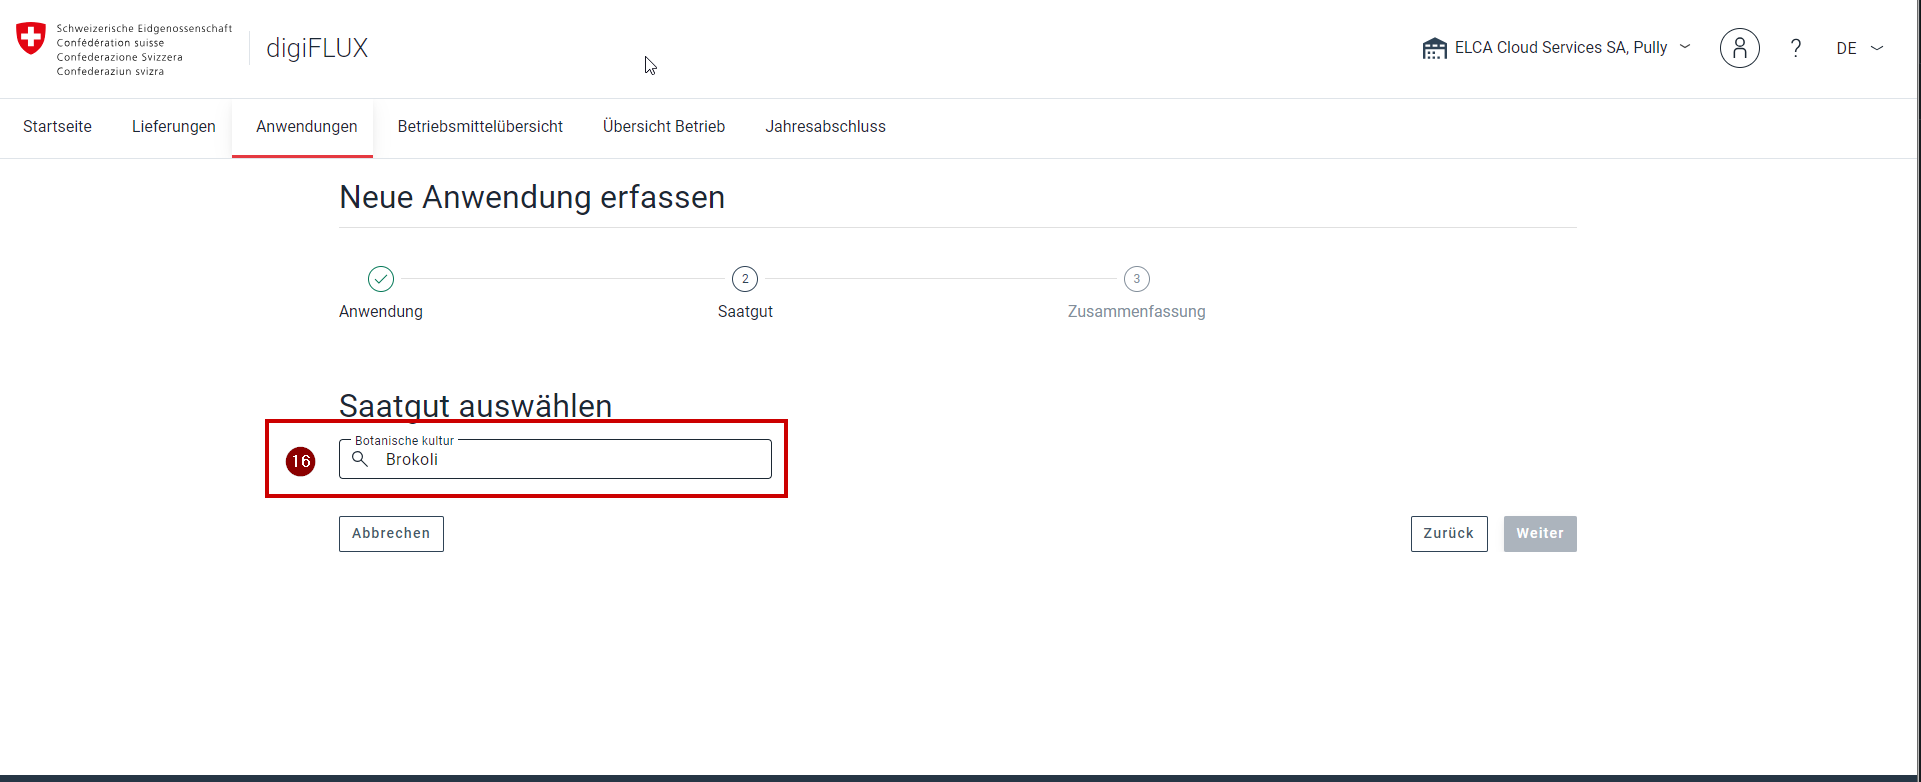 Schweizerische Eidgenossenschaft
Confédération suisse
Confederazione Svizzera
Confederaziun svizra
digiFLUX
ELCA Cloud Services SA, Pully
?
DE
Startseite
Lieferungen
Anwendungen
Betriebsmittelübersicht
Übersicht Betrieb
Jahresabschluss
Neue Anwendung erfassen
2
3
Anwendung
Saatgut
Zusammenfassung
Saatgut auswählen
Botanische kultur
16
Brokoli
Abbrechen
Zurück
Weiter